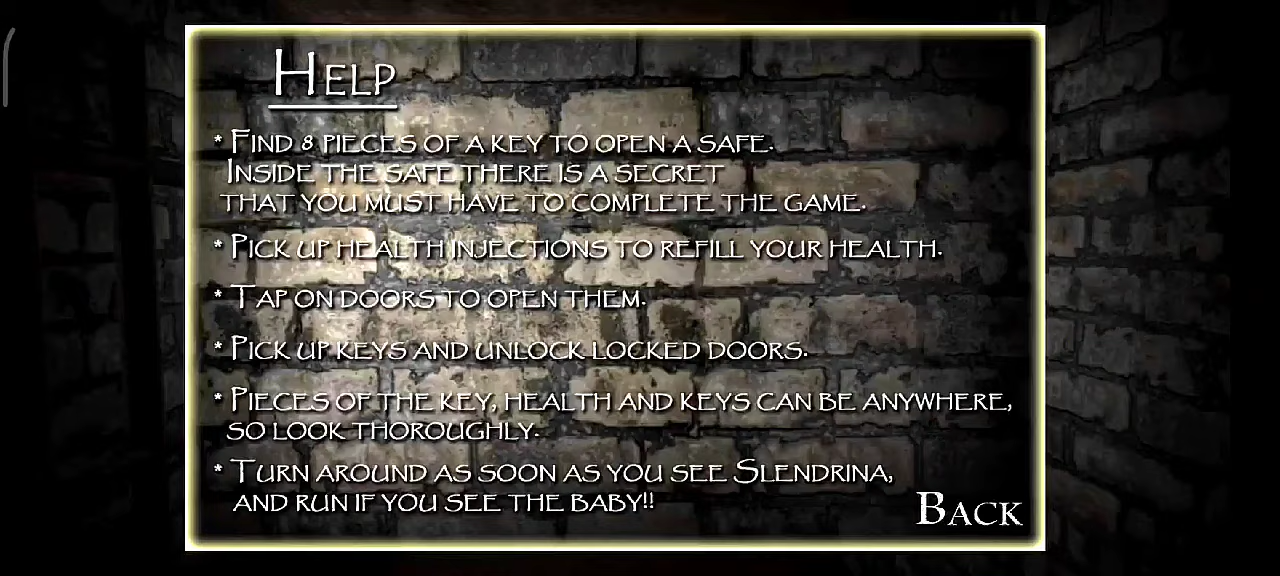 Help
* Find 8 pieces of a key to open a safe.
Inside the safe there is a secret
that you must have to complete the game.
* Pick up health injections to refill your health.
* Tap on doors to open them.
* Pick up keys and unlock locked doors.
* Pieces of the key, health and keys can be anywhere,
so look thoroughly.
* Turn around as soon as you see Slendrina,
and run if you see the baby!!
Back